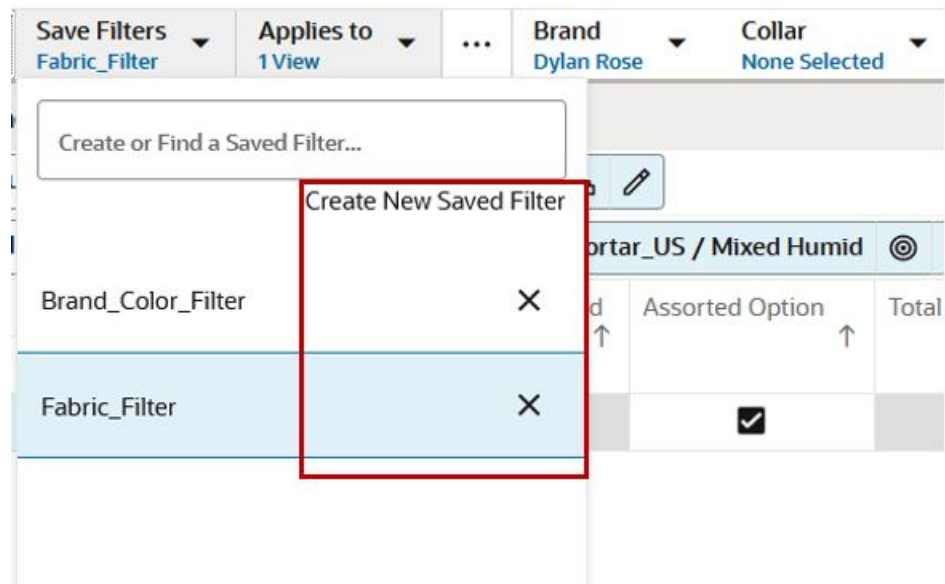 Save Filters Applies to ... Brand Collar
Fabric_Filter 1 View Dylan Rose None Selected
Create or Find a Saved Filter...
Create New Saved Filter
/ Mixed Humid
Brand_Color_Filter
Assorted Option Total
Fabric_Filter